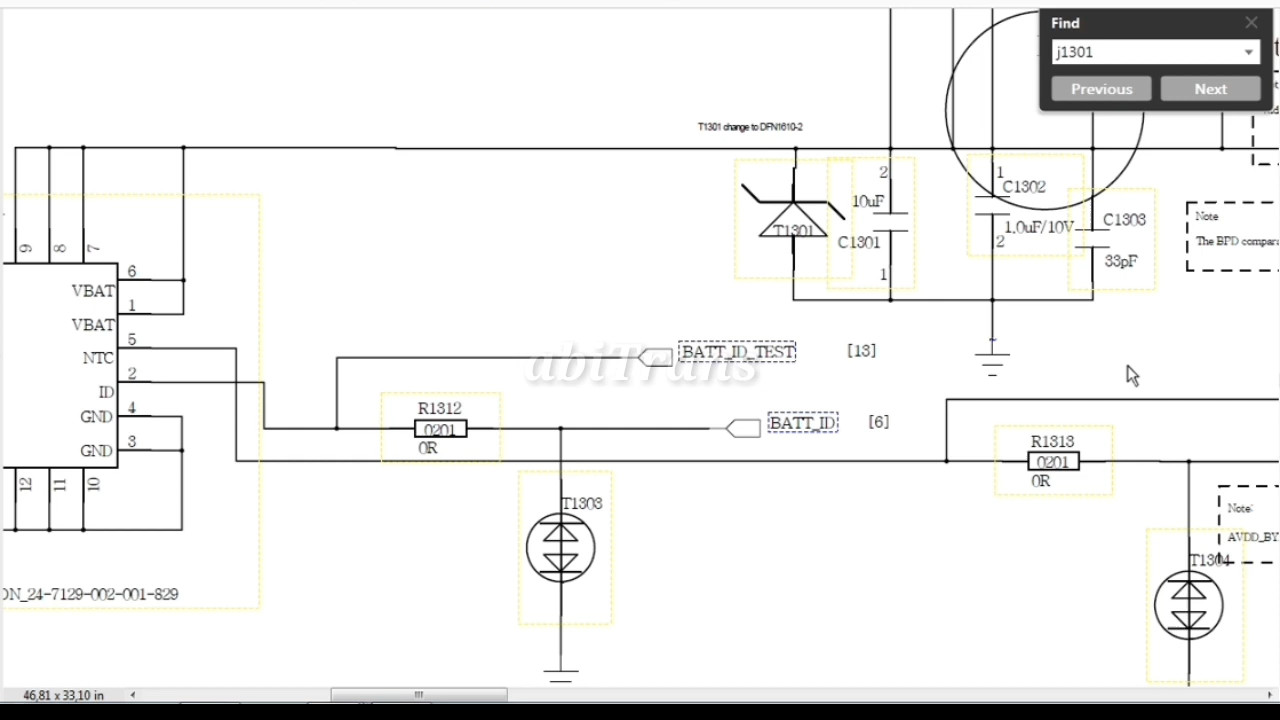 Find
j1301
Previous Next
T1301 change to DFN1610-2
2
10uF
C1301
1
T1301
1
C1302
1.0uF/10V
2
C1303
33pF
Note
The BPD compara
9 8 7
VBAT 6
VBAT 1
NTC 5
ID 2
GND 4
GND 3
12 11 10
BATT_ID_TEST [13]
abiTrans
R1312
0201
0R
BATT_ID [6]
R1313
0201
0R
T1303
Note:
AVDD_BY
T1304
ON_24-7129-002-001-829
46,81 x 33,10 in